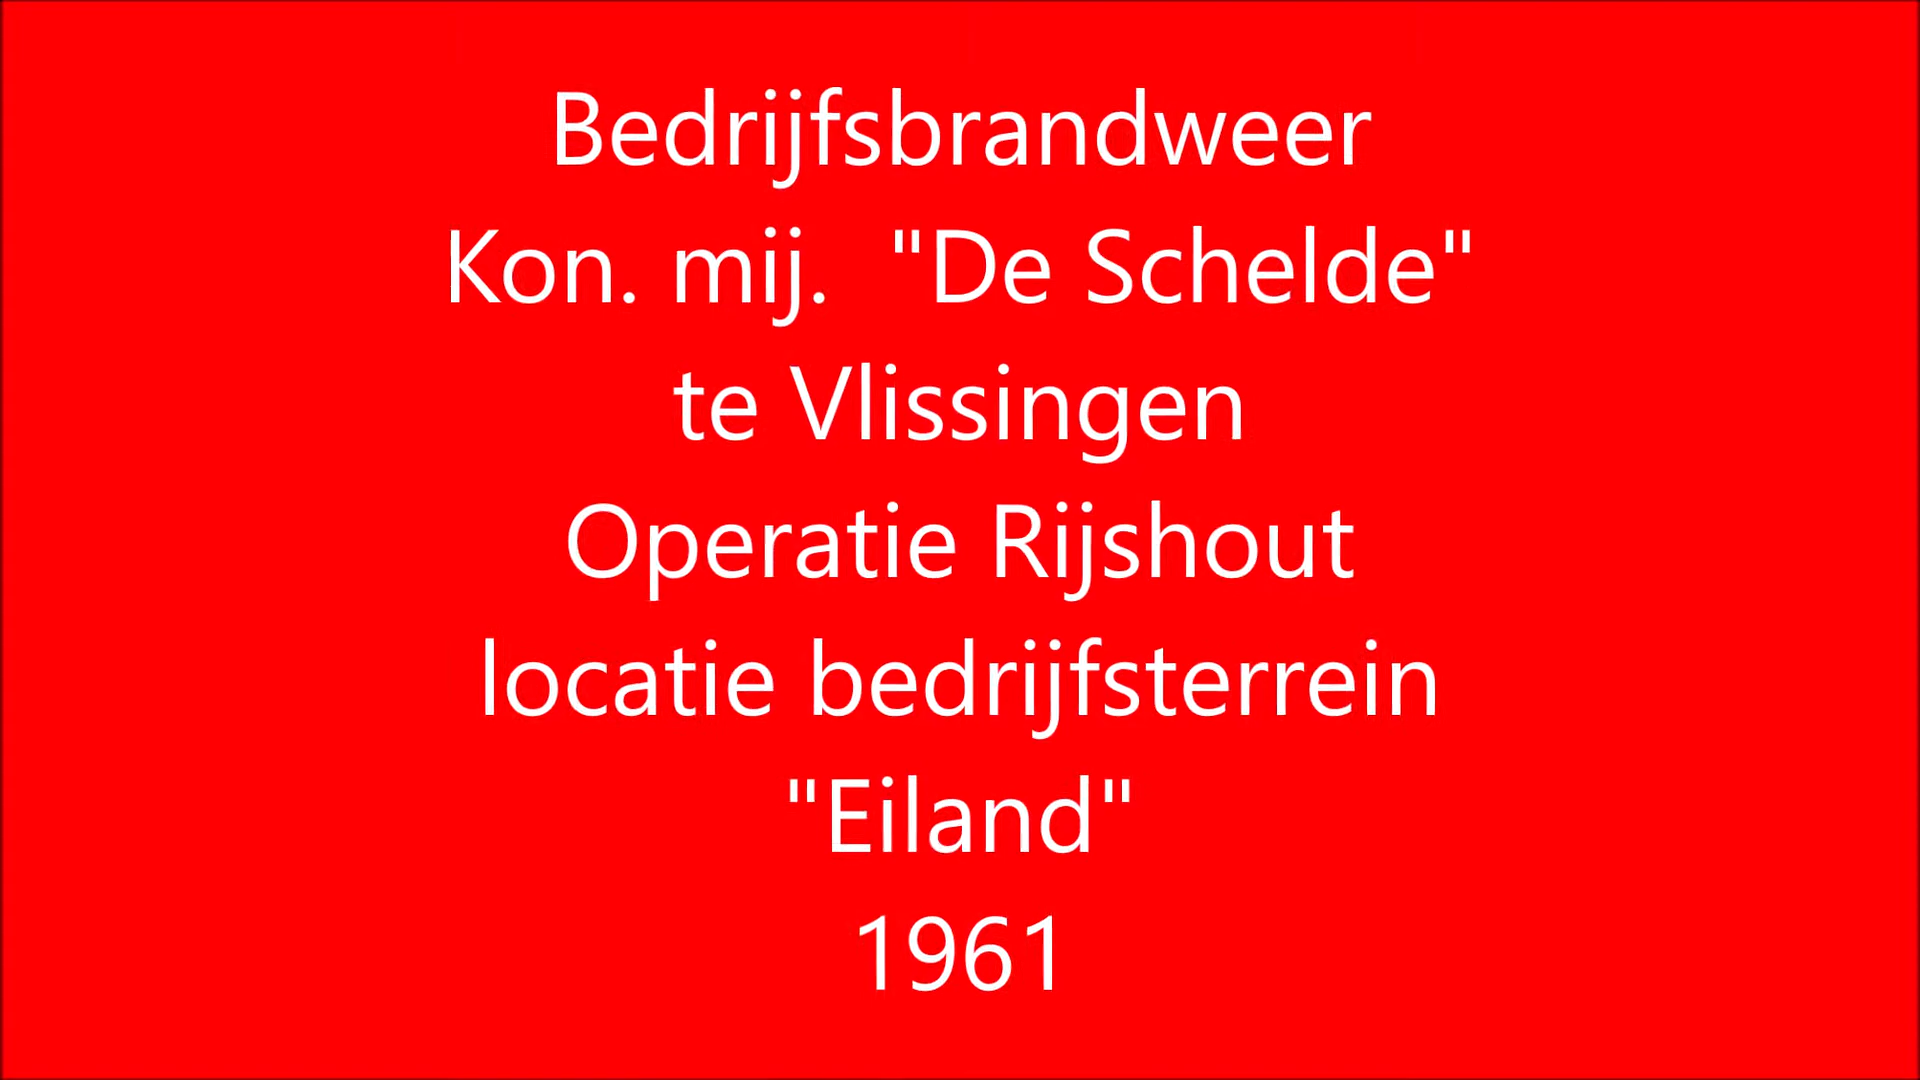 Bedrijfsbrandweer
Kon. mij. "De Schelde"
te Vlissingen
Operatie Rijshout
locatie bedrijfsterrein
"Eiland"
1961